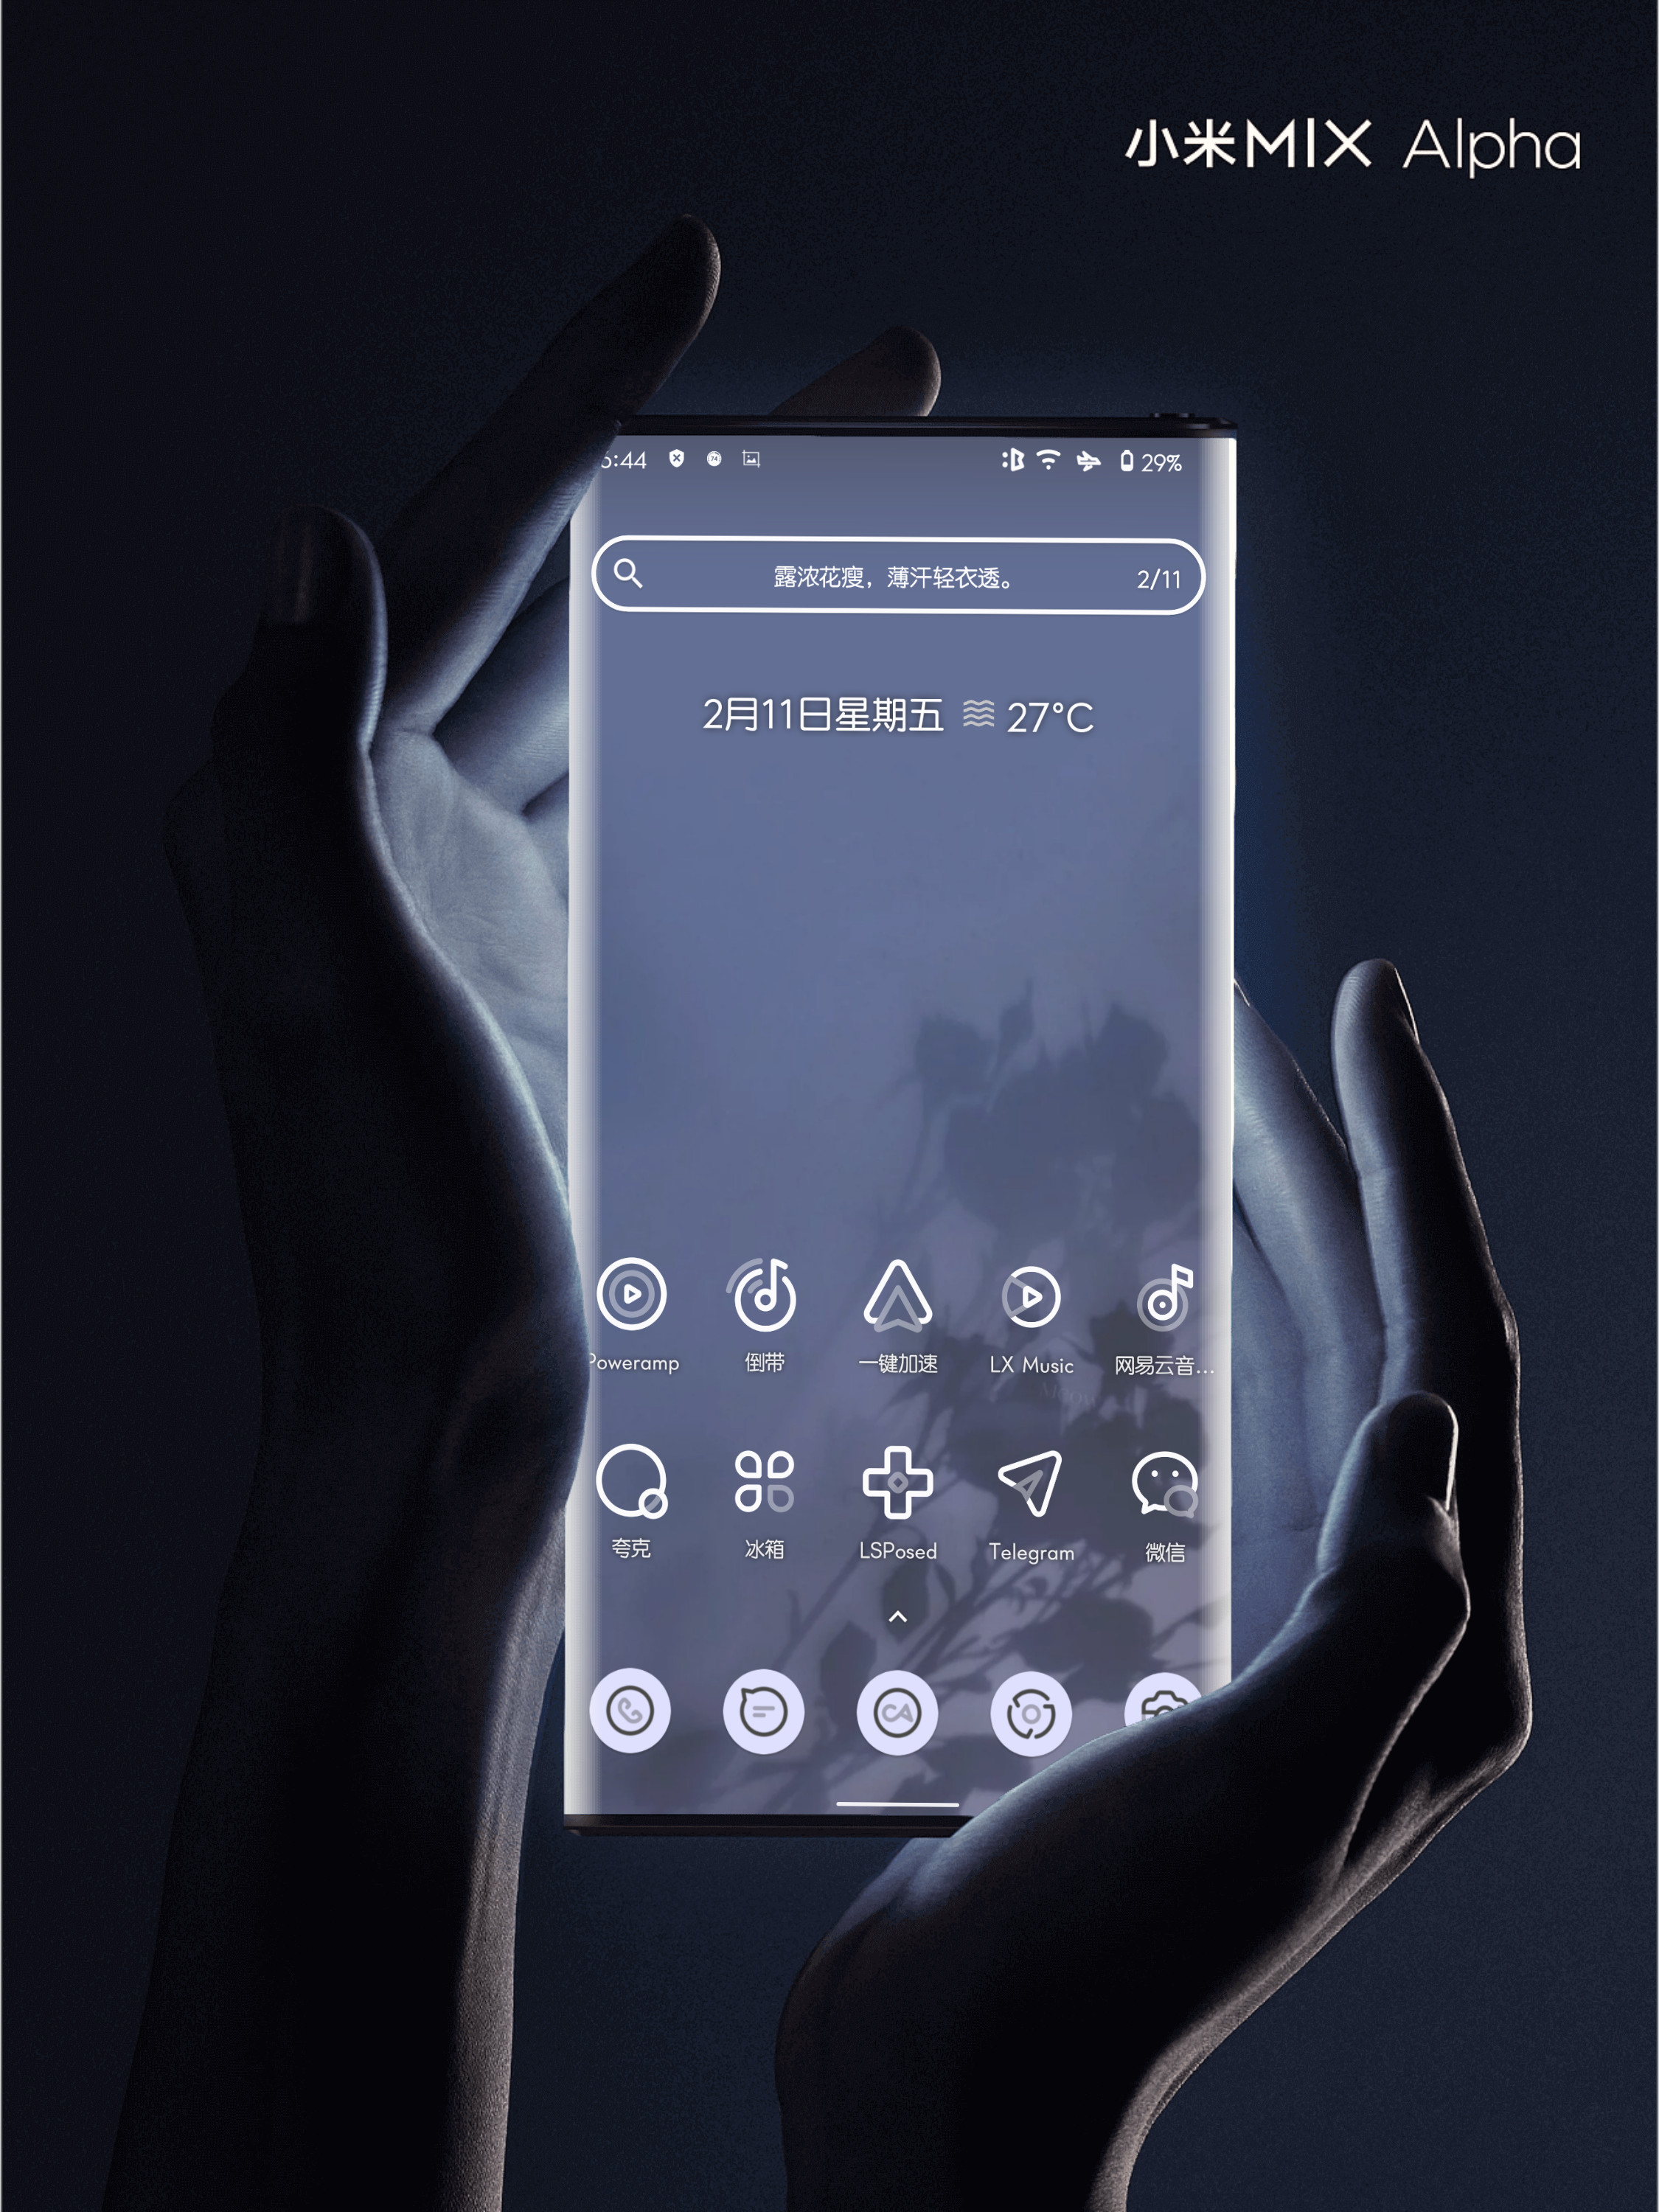 小米MIX Alpha
5:44 74 29%
露浓花瘦，薄汗轻衣透。 2/11
2月11日星期五 27°C
Poweramp 倒带 一键加速 LX Music 网易云音...
夸克 冰箱 LSPosed Telegram 微信